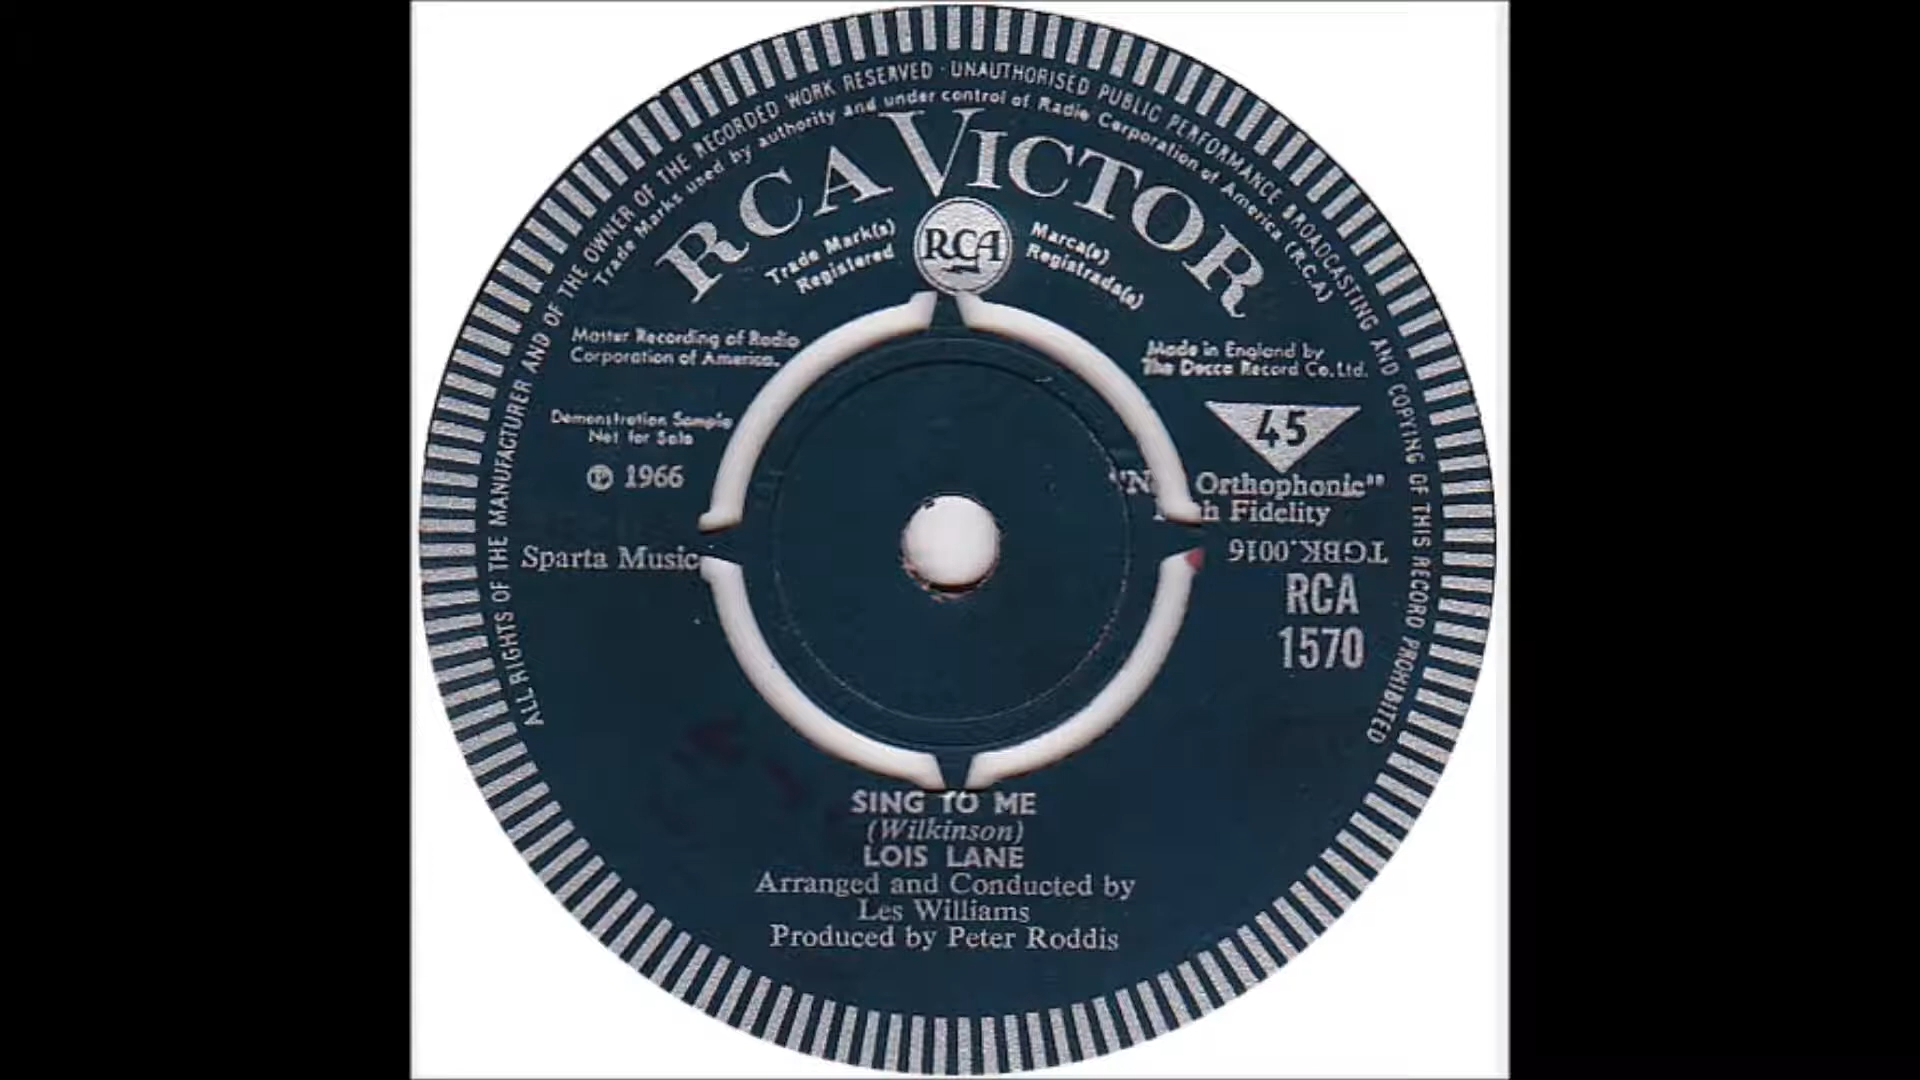 ALL RIGHTS OF THE MANUFACTURER AND OF THE OWNER OF THE RECORDED WORK RESERVED · UNAUTHORISED PUBLIC PERFORMANCE BROADCASTING AND COPYING OF THIS RECORD PROHIBITED
Trade Marks used by authority and under control of Radio Corporation of America (R.C.A)
RCA VICTOR
Trade Mark(s)
Registered
RCA
Marca(s)
Registrada(s)
Master Recording of Radio
Corporation of America.
Made in England by
The Decca Record Co. Ltd.
Demonstration Sample
Not for Sale
℗ 1966
45
Orthophonic"
Fidelity
Sparta Music
TGBK.0016
RCA
1570
SING TO ME
(Wilkinson)
LOIS LANE
Arranged and Conducted by
Les Williams
Produced by Peter Roddis